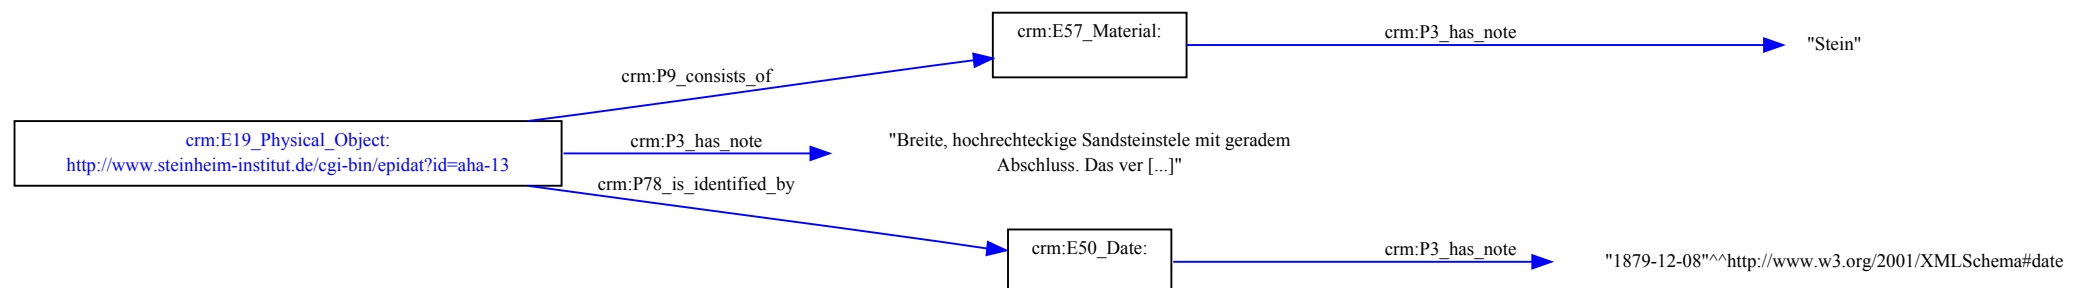 crm:E57_Material:
crm:P3_has_note
"Stein"
crm:P9_consists_of
crm:E19_Physical_Object:
http://www.steinheim-institut.de/cgi-bin/epidat?id=aha-13
crm:P3_has_note
"Breite, hochrechteckige Sandsteinstele mit geradem
Abschluss. Das ver [...]"
crm:P78_is_identified_by
crm:E50_Date:
crm:P3_has_note
"1879-12-08"^^http://www.w3.org/2001/XMLSchema#date